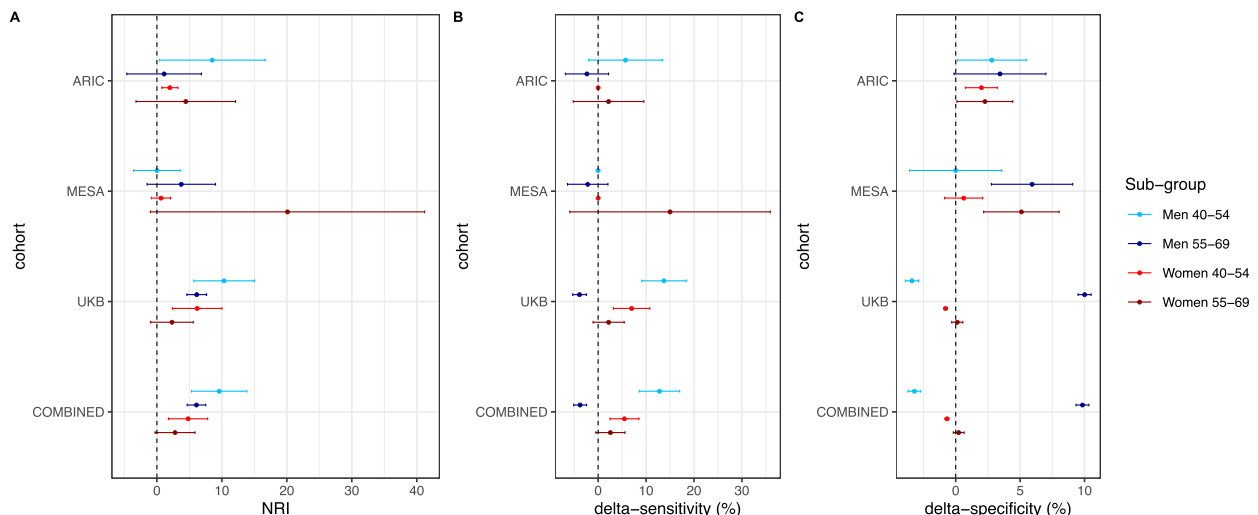 A
B
C
cohort
ARIC
MESA
UKB
COMBINED
0
10
20
30
40
NRI
cohort
ARIC
MESA
UKB
COMBINED
0
10
20
30
delta−sensitivity (%)
cohort
ARIC
MESA
UKB
COMBINED
0
5
10
delta−specificity (%)
Sub−group
Men 40−54
Men 55−69
Women 40−54
Women 55−69